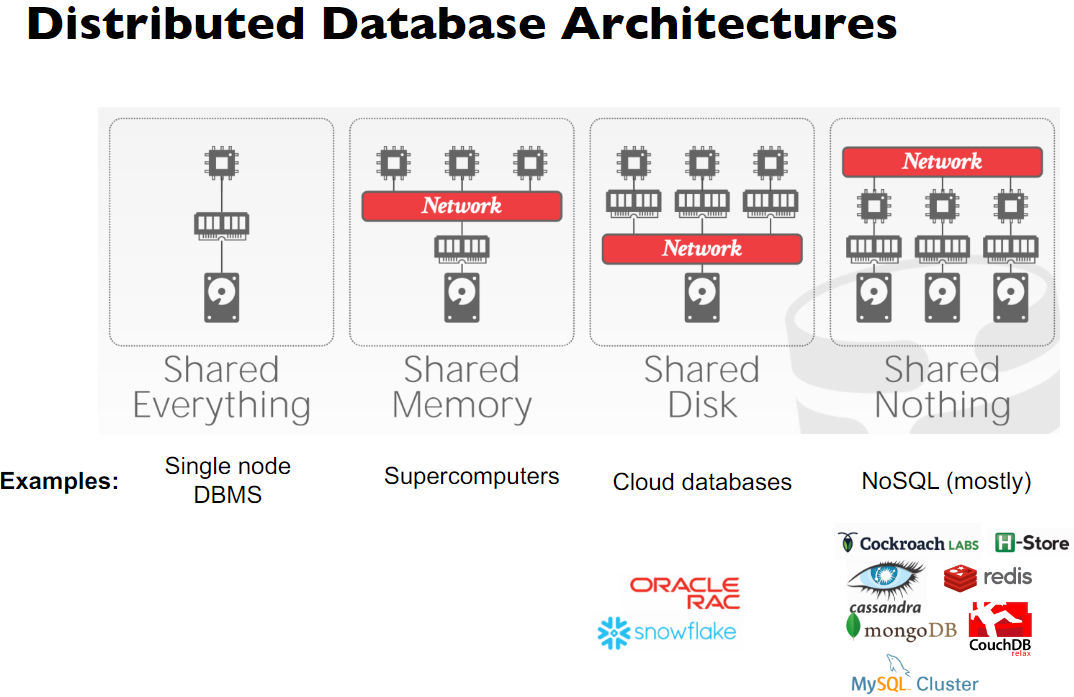 Distributed Database Architectures
Network
Network
Network
Shared
Everything
Shared
Memory
Shared
Disk
Shared
Nothing
Examples:
Single node
DBMS
Supercomputers
Cloud databases
NoSQL (mostly)
ORACLE
RAC
snowflake
Cockroach LABS
H-Store
cassandra
redis
mongoDB
CouchDB
relax
MySQL Cluster